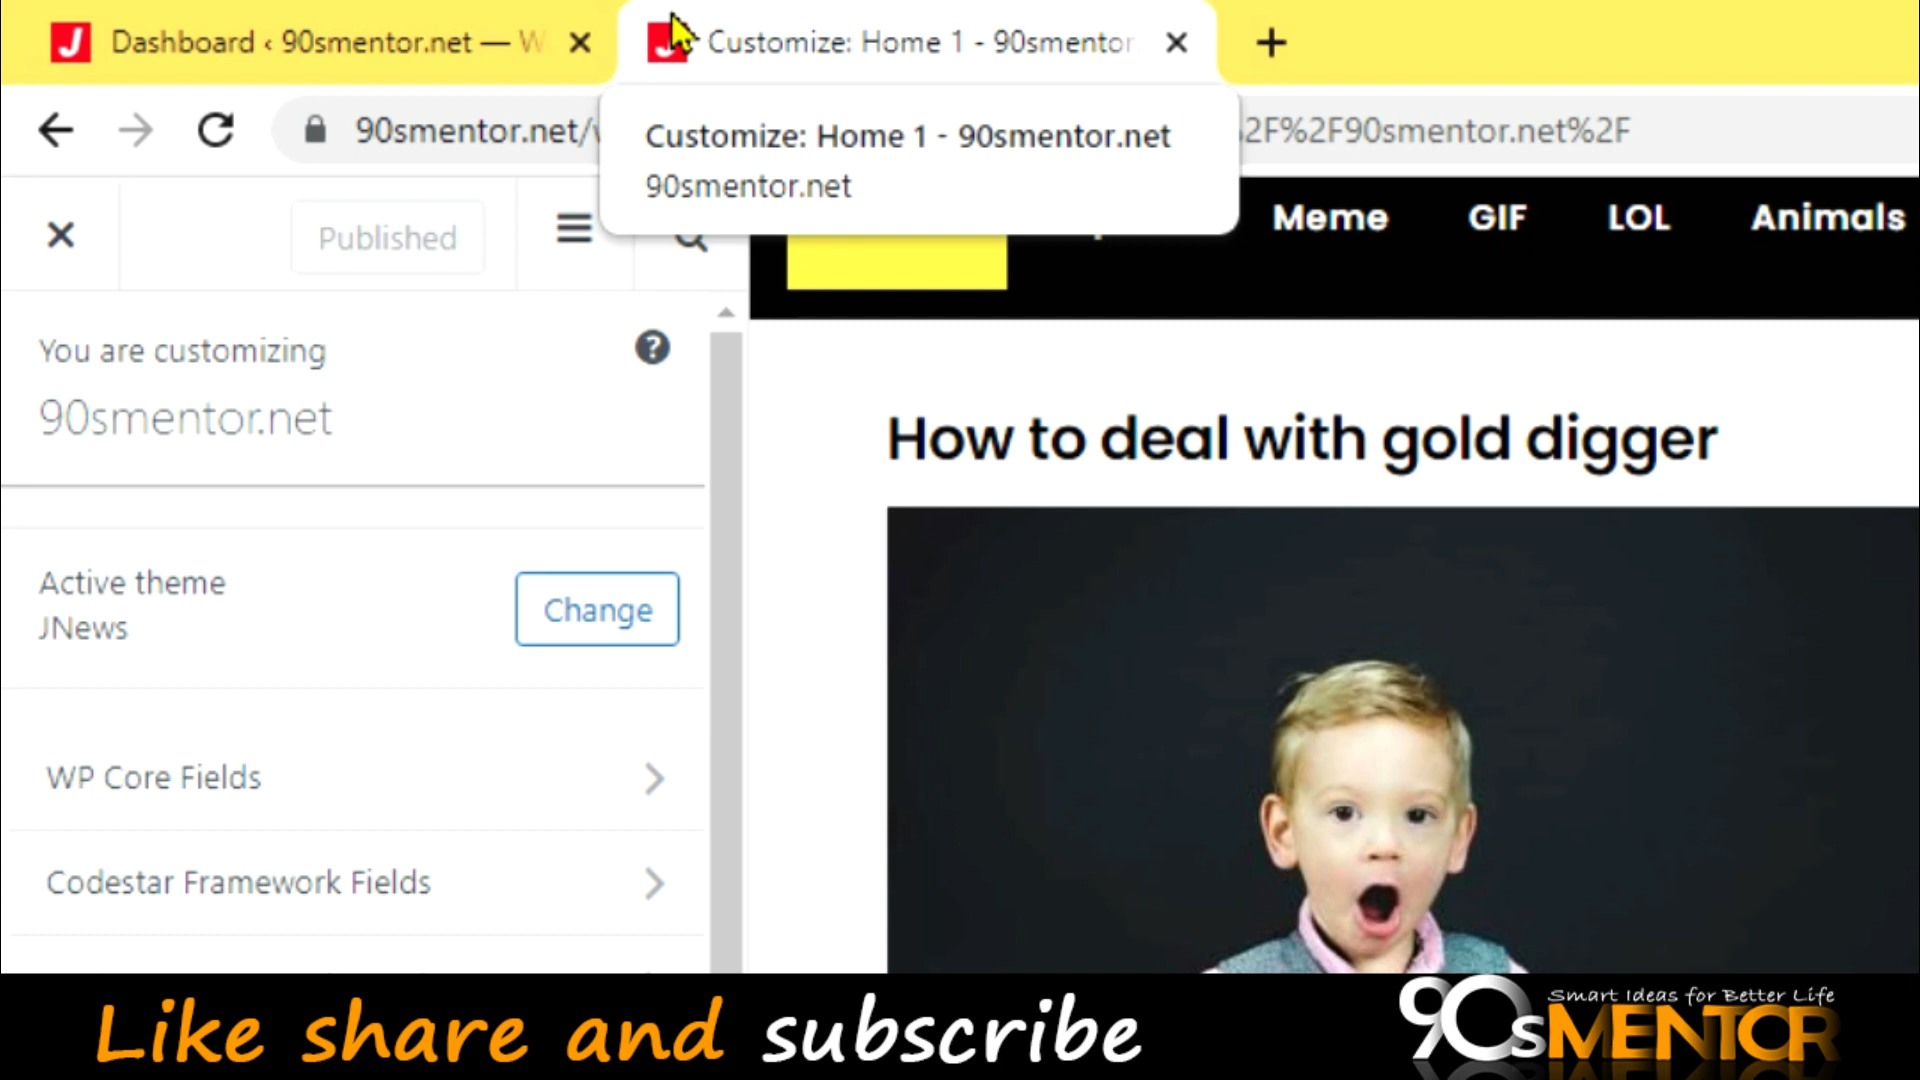 Dashboard ‹ 90smentor.net — W
Customize: Home 1 - 90smentor
90smentor.net/
2F%2F90smentor.net%2F
Customize: Home 1 - 90smentor.net
90smentor.net
Published
Meme GIF LOL Animals
You are customizing
90smentor.net
How to deal with gold digger
Active theme
JNews
Change
WP Core Fields
Codestar Framework Fields
Like share and subscribe
Smart Ideas for Better Life
90sMENTOR